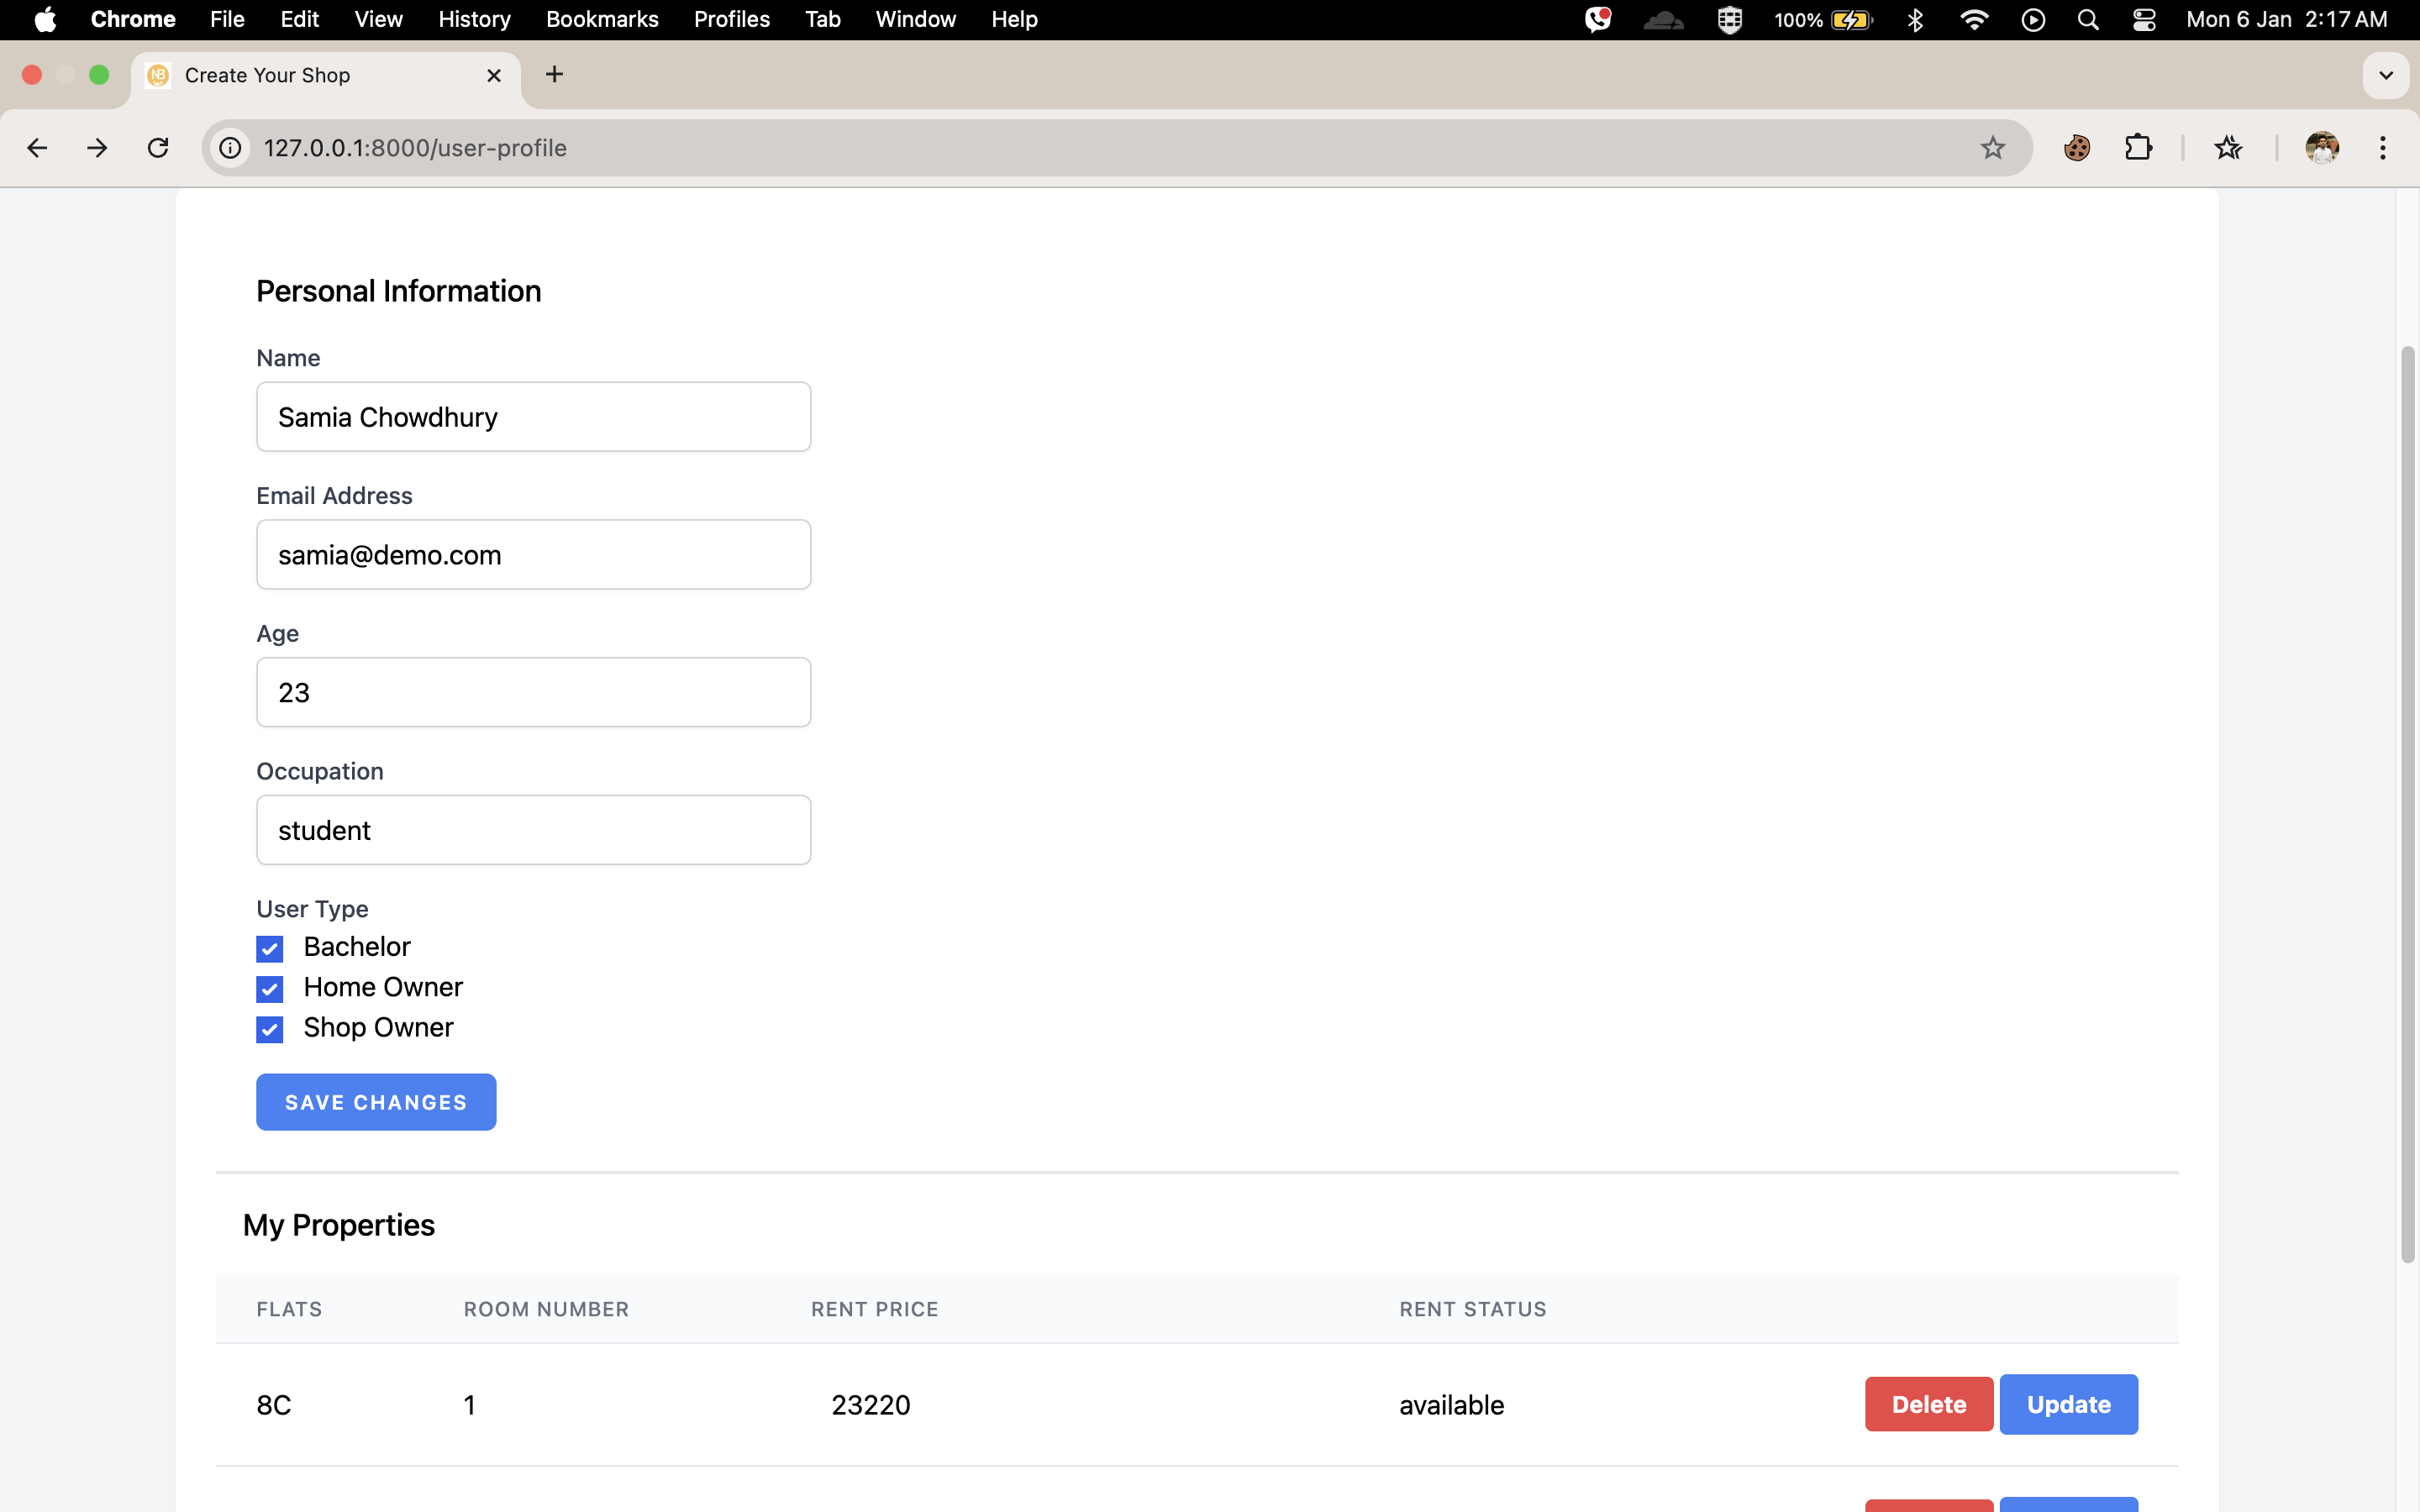 Chrome File Edit View History Bookmarks Profiles Tab Window Help 100% Mon 6 Jan 2:17 AM
Create Your Shop
127.0.0.1:8000/user-profile
Personal Information
Name
Samia Chowdhury
Email Address
samia@demo.com
Age
23
Occupation
student
User Type
Bachelor
Home Owner
Shop Owner
SAVE CHANGES
My Properties
FLATS ROOM NUMBER RENT PRICE RENT STATUS
8C 1 23220 available Delete Update